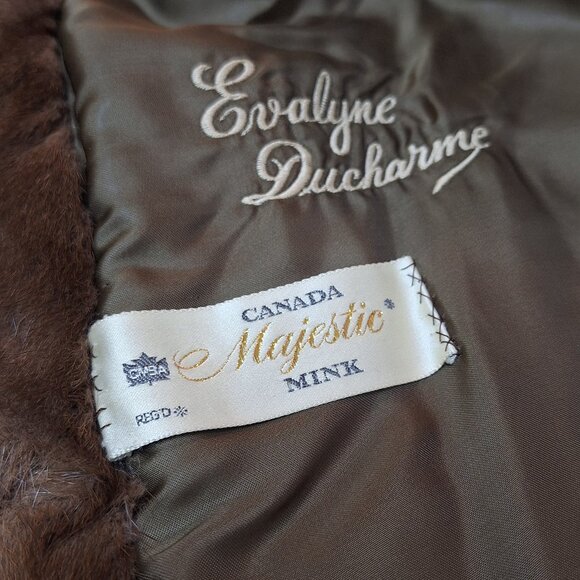 Evalyne
Ducharme
CANADA
Majestic*
MINK
CMBA
REG'D*